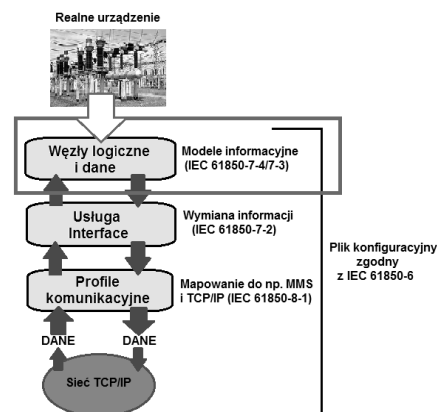 Realne urządzenie
Węzły logiczne
i dane
Modele informacyjne
(IEC 61850-7-4/7-3)
Usługa
Interface
Wymiana informacji
(IEC 61850-7-2)
Plik konfiguracyjny
zgodny
z IEC 61850-6
Profile
komunikacyjne
Mapowanie do np. MMS
i TCP/IP (IEC 61850-8-1)
DANE
DANE
Sieć TCP/IP